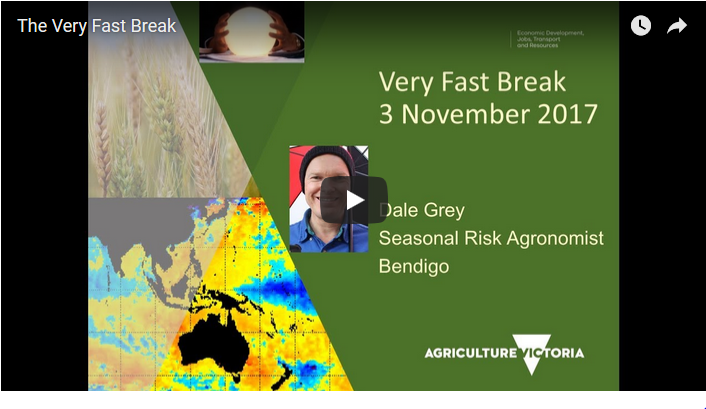 The Very Fast Break
Economic Development,
Jobs, Transport
and Resources
Very Fast Break
3 November 2017
Dale Grey
Seasonal Risk Agronomist
Bendigo
AGRICULTURE VICTORIA